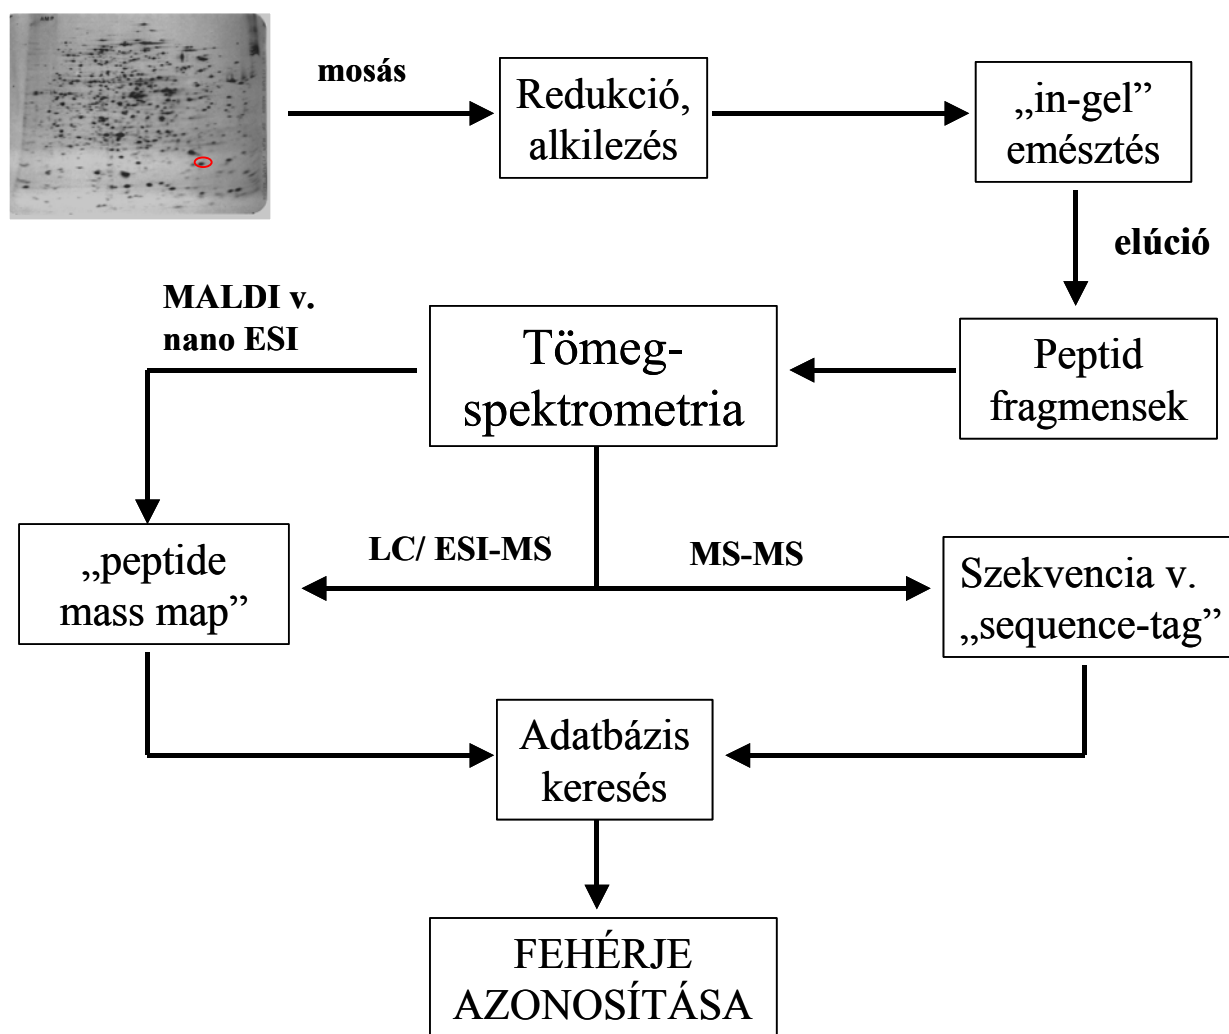 mosás
Redukció,
alkilezés
„in-gel”
emésztés
elúció
MALDI v.
nano ESI
Tömeg-
spektrometria
Peptid
fragmensek
„peptide
mass map”
LC/ ESI-MS
MS-MS
Szekvencia v.
„sequence-tag”
Adatbázis
keresés
FEHÉRJE
AZONOSÍTÁSA